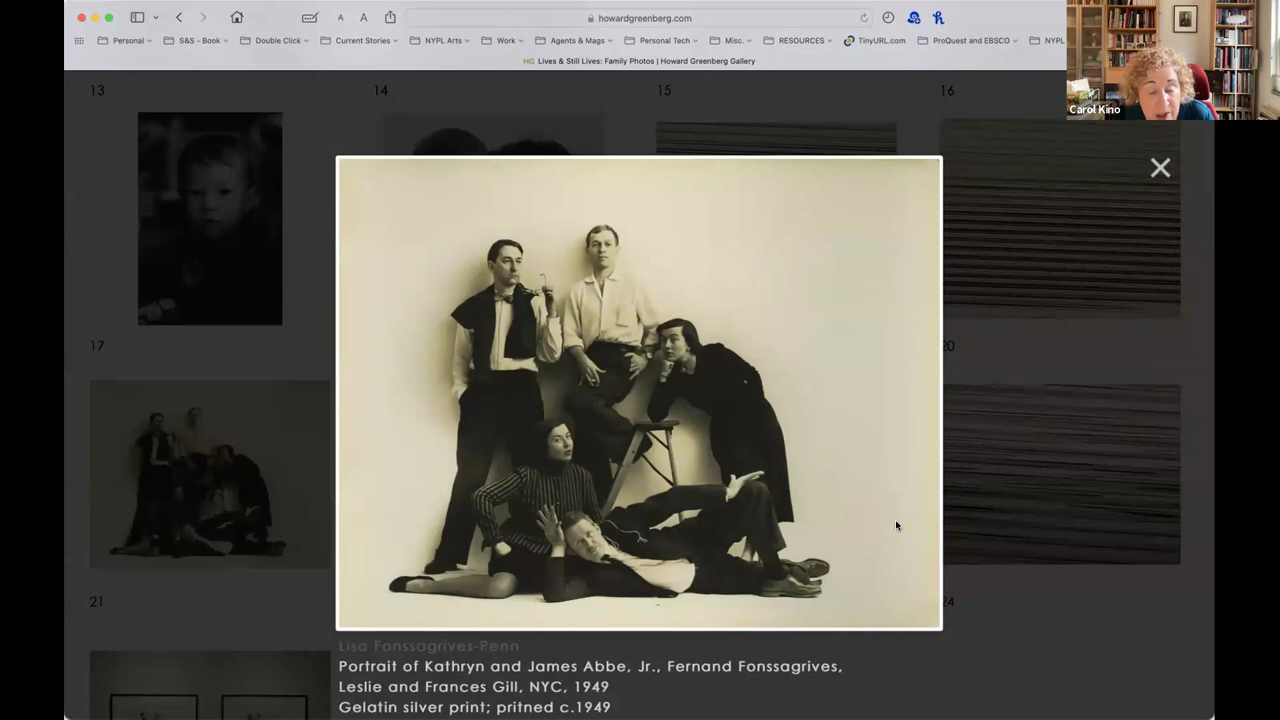 howardgreenberg.com
Personal
S&S - Book
Double Click
Current Stories
NYPL Arts
Work
Agents & Mags
Personal Tech
Misc.
RESOURCES
TinyURL.com
ProQuest and EBSCO
NYPL
HG Lives & Still Lives: Family Photos | Howard Greenberg Gallery
Carol Kino
13
14
15
16
17
20
21
24
Lisa Fonssagrives-Penn
Portrait of Kathryn and James Abbe, Jr., Fernand Fonssagrives,
Leslie and Frances Gill, NYC, 1949
Gelatin silver print; pritned c.1949